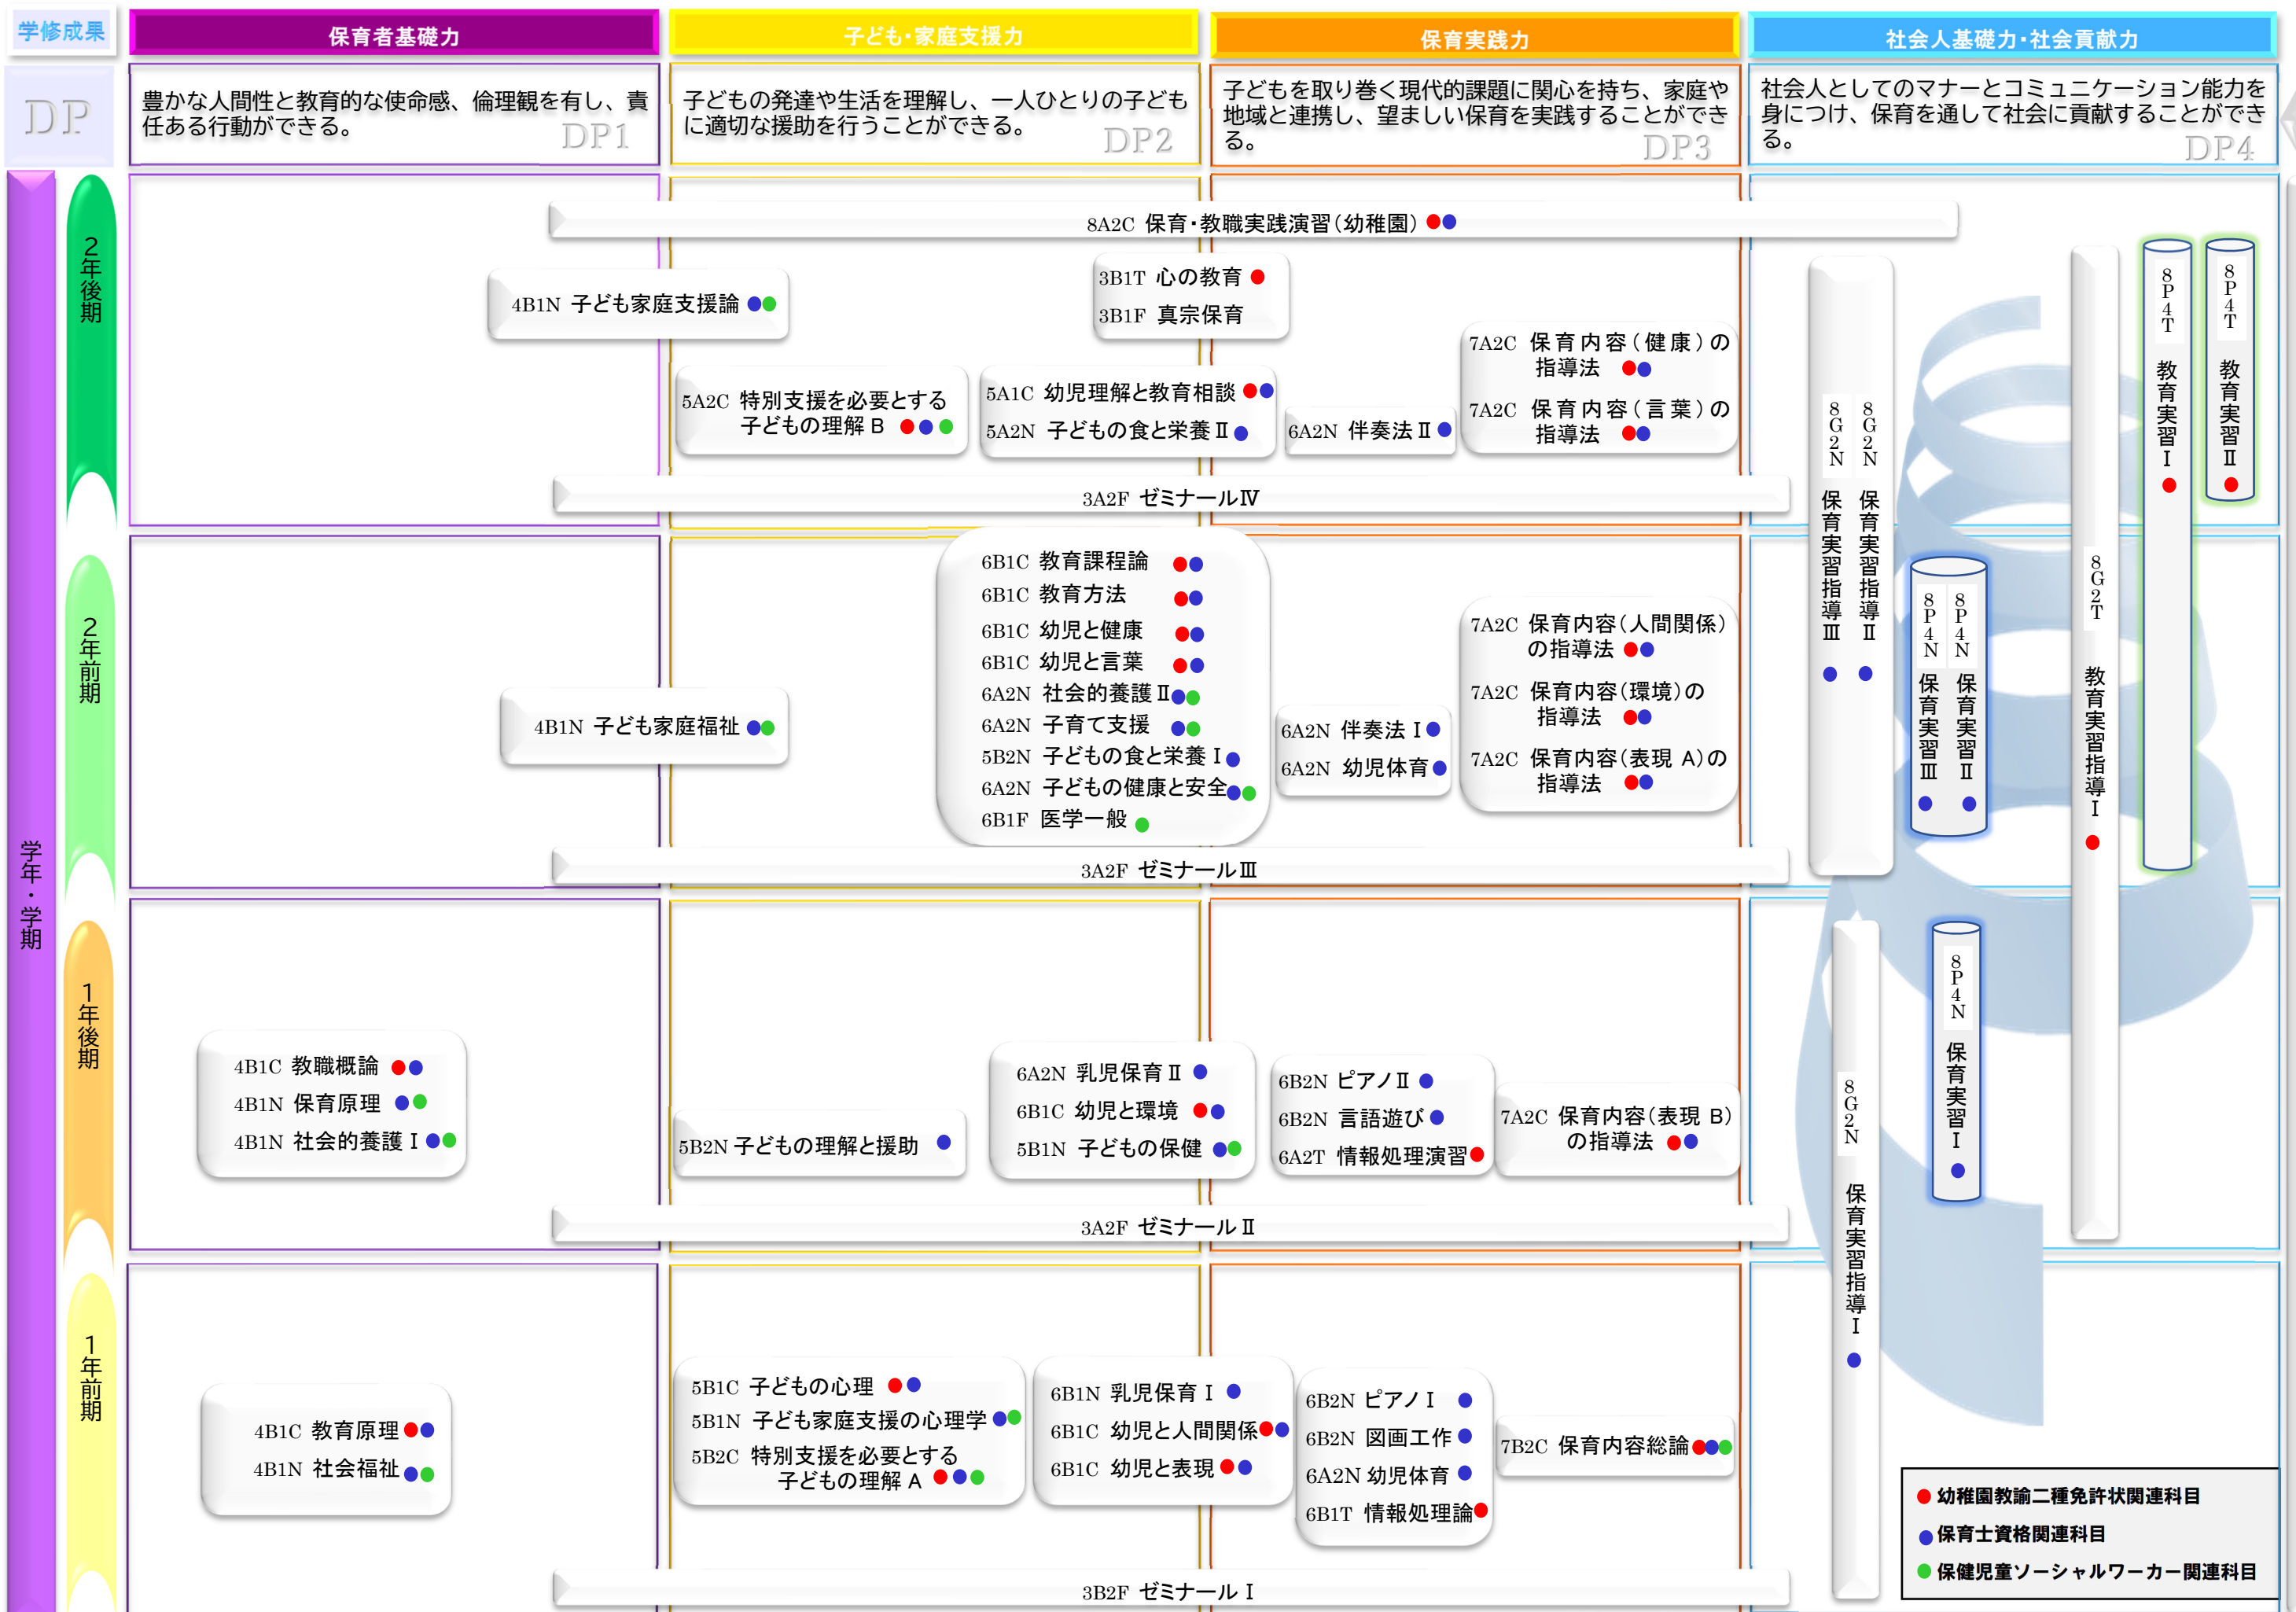 学修成果
保育者基礎力
子ども・家庭支援力
保育実践力
社会人基礎力・社会貢献力
DP
豊かな人間性と教育的な使命感、倫理観を有し、責
任ある行動ができる。
DP1
子どもの発達や生活を理解し、一人ひとりの子ども
に適切な援助を行うことができる。
DP2
子どもを取り巻く現代的課題に関心を持ち、家庭や
地域と連携し、望ましい保育を実践することができ
る。
DP3
社会人としてのマナーとコミュニケーション能力を
身につけ、保育を通して社会に貢献することができ
る。
DP4
学年・学期
2年後期
8A2C 保育・教職実践演習（幼稚園）
4B1N 子ども家庭支援論
3B1T 心の教育
3B1F 真宗保育
5A2C 特別支援を必要とする
子どもの理解 B
5A1C 幼児理解と教育相談
5A2N 子どもの食と栄養Ⅱ
6A2N 伴奏法Ⅱ
7A2C 保育内容（健康）の
指導法
7A2C 保育内容（言葉）の
指導法
3A2F ゼミナールⅣ
8G2N 保育実習指導Ⅲ
8G2N 保育実習指導Ⅱ
8G2T 教育実習指導Ⅰ
8P4T 教育実習Ⅰ
8P4T 教育実習Ⅱ
2年前期
4B1N 子ども家庭福祉
6B1C 教育課程論
6B1C 教育方法
6B1C 幼児と健康
6B1C 幼児と言葉
6A2N 社会的養護Ⅱ
6A2N 子育て支援
5B2N 子どもの食と栄養Ⅰ
6A2N 子どもの健康と安全
6B1F 医学一般
6A2N 伴奏法Ⅰ
6A2N 幼児体育
7A2C 保育内容（人間関係）
の指導法
7A2C 保育内容（環境）の
指導法
7A2C 保育内容（表現 A）の
指導法
3A2F ゼミナールⅢ
8P4N 保育実習Ⅲ
8P4N 保育実習Ⅱ
1年後期
4B1C 教職概論
4B1N 保育原理
4B1N 社会的養護Ⅰ
5B2N 子どもの理解と援助
6A2N 乳児保育Ⅱ
6B1C 幼児と環境
5B1N 子どもの保健
6B2N ピアノⅡ
6B2N 言語遊び
6A2T 情報処理演習
7A2C 保育内容（表現 B）
の指導法
3A2F ゼミナールⅡ
8G2N 保育実習指導Ⅰ
8P4N 保育実習Ⅰ
1年前期
4B1C 教育原理
4B1N 社会福祉
5B1C 子どもの心理
5B1N 子ども家庭支援の心理学
5B2C 特別支援を必要とする
子どもの理解 A
6B1N 乳児保育Ⅰ
6B1C 幼児と人間関係
6B1C 幼児と表現
6B2N ピアノⅠ
6B2N 図画工作
6A2N 幼児体育
6B1T 情報処理論
7B2C 保育内容総論
3B2F ゼミナールⅠ
幼稚園教諭二種免許状関連科目
保育士資格関連科目
保健児童ソーシャルワーカー関連科目